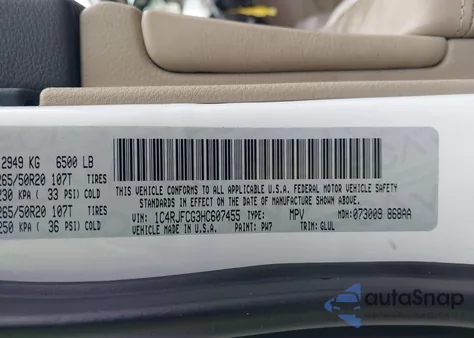 2949 KG 6500 LB
265/50R20 107T TIRES
230 KPA ( 33 PSI) COLD
265/50R20 107T TIRES
250 KPA ( 36 PSI) COLD
THIS VEHICLE CONFORMS TO ALL APPLICABLE U.S.A. FEDERAL MOTOR VEHICLE SAFETY
STANDARDS IN EFFECT ON THE DATE OF MANUFACTURE SHOWN ABOVE.
VIN: 1C4RJFCG3HC607455 TYPE: MPV MDH: 073009 868AA
VEHICLE MADE IN U.S.A. PAINT: PW7 TRIM: GLUL
autoSnap